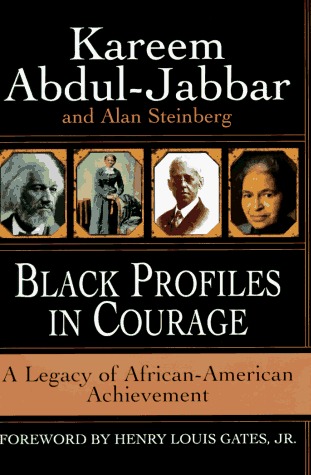 Kareem
Abdul-Jabbar
and Alan Steinberg
BLACK PROFILES
IN COURAGE
A Legacy of African-American
Achievement
FOREWORD BY HENRY LOUIS GATES, JR.